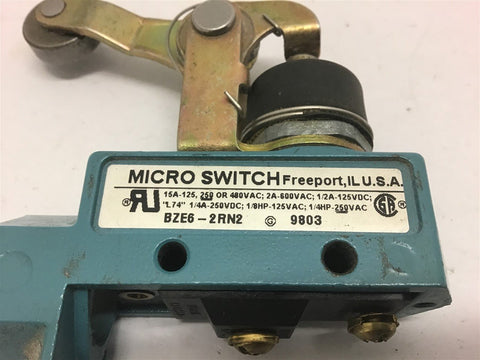 MICRO SWITCH Freeport, IL U.S.A.
15A-125, 250 OR 480VAC; 2A-600VAC; 1/2A-125VDC;
"L74" 1/4A-250VDC; 1/8HP-125VAC; 1/4HP-250VAC
BZE6-2RN2 G 9803